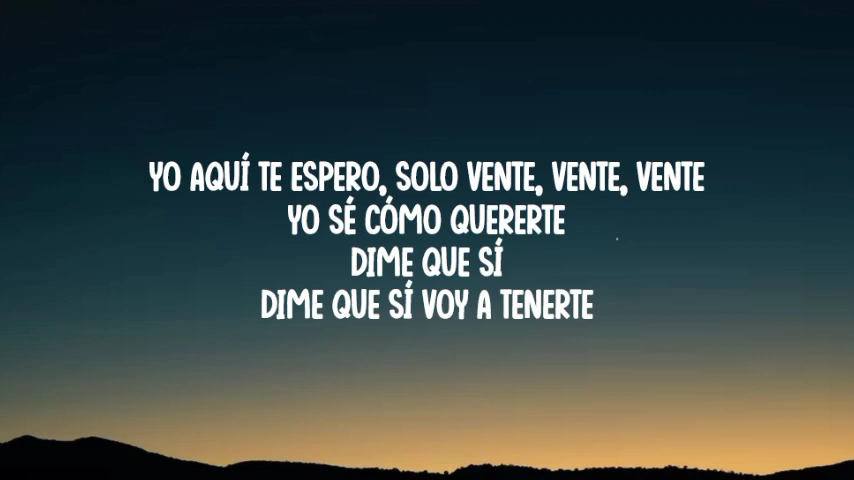 YO AQUÍ TE ESPERO, SOLO VENTE, VENTE, VENTE
YO SÉ CÓMO QUERERTE
DIME QUE SÍ
DIME QUE SÍ VOY A TENERTE